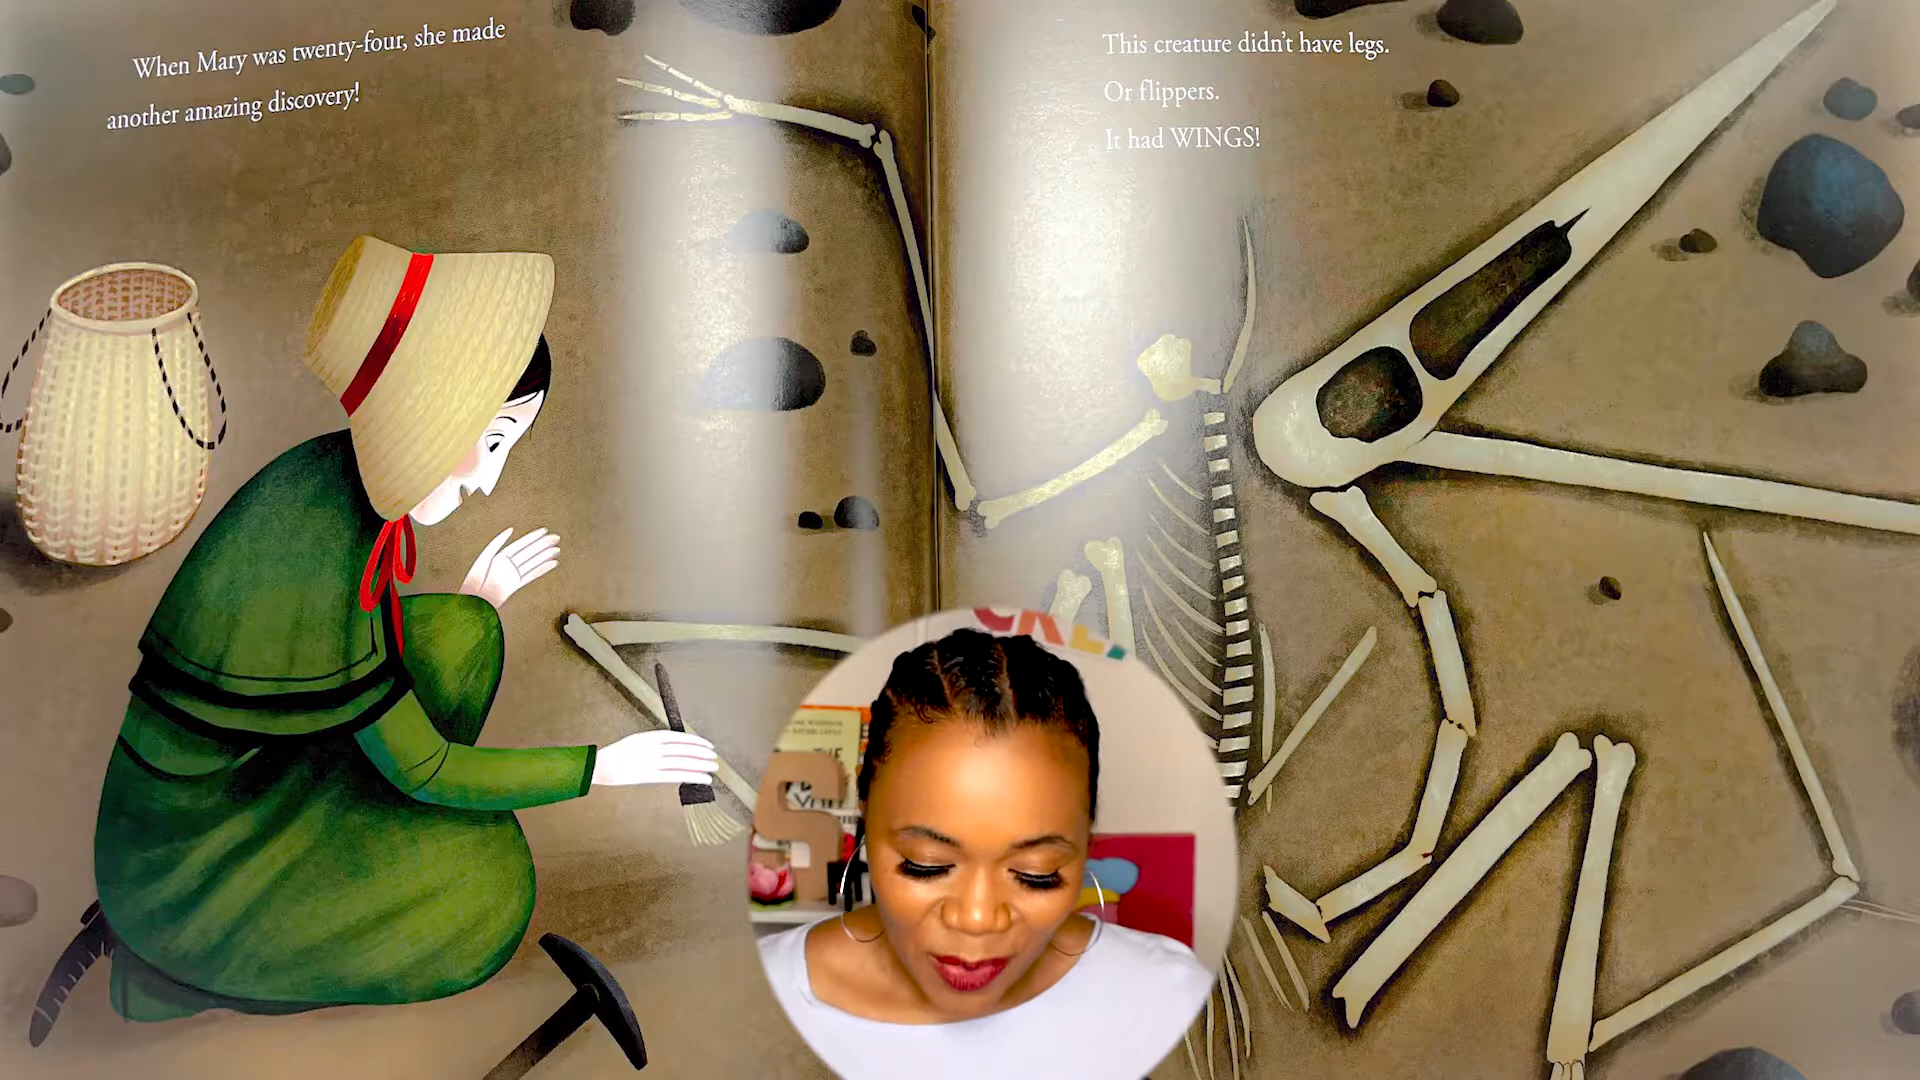 When Mary was twenty-four, she made
another amazing discovery!
This creature didn't have legs.
Or flippers.
It had WINGS!